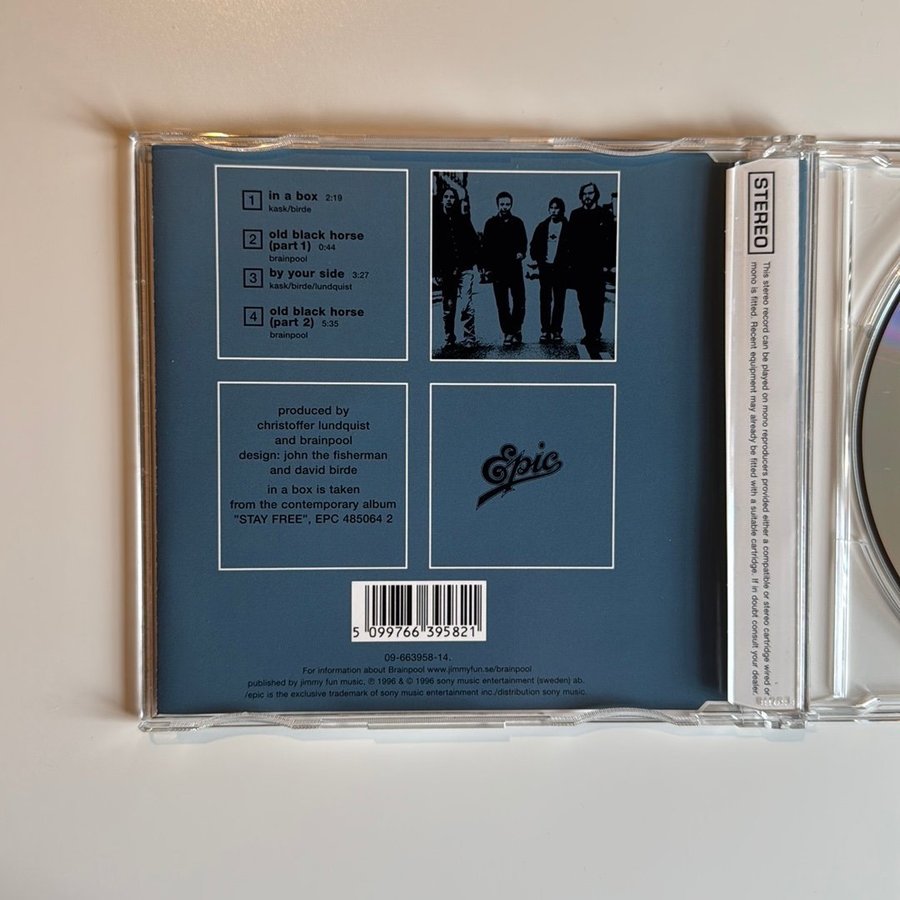 1 in a box 2:19
kask/birde
2 old black horse
(part 1) 0:44
brainpool
3 by your side 3:27
kask/birde/lundquist
4 old black horse
(part 2) 5:35
brainpool
produced by
christoffer lundquist
and brainpool
design: john the fisherman
and david birde
in a box is taken
from the contemporary album
"STAY FREE", EPC 485064 2
Epic
5 099766 395821
09-663958-14.
For information about Brainpool www.jimmyfun.se/brainpool
published by jimmy fun music, ℗ 1996 & © 1996 sony music entertainment (sweden) ab.
/epic is the exclusive trademark of sony music entertainment inc./distribution sony music.
STEREO
This stereo record can be played on mono reproducers provided either a compatible or stereo cartridge wired or
mono is fitted. Recent equipment may already be fitted with a suitable cartridge. If in doubt consult your dealer.